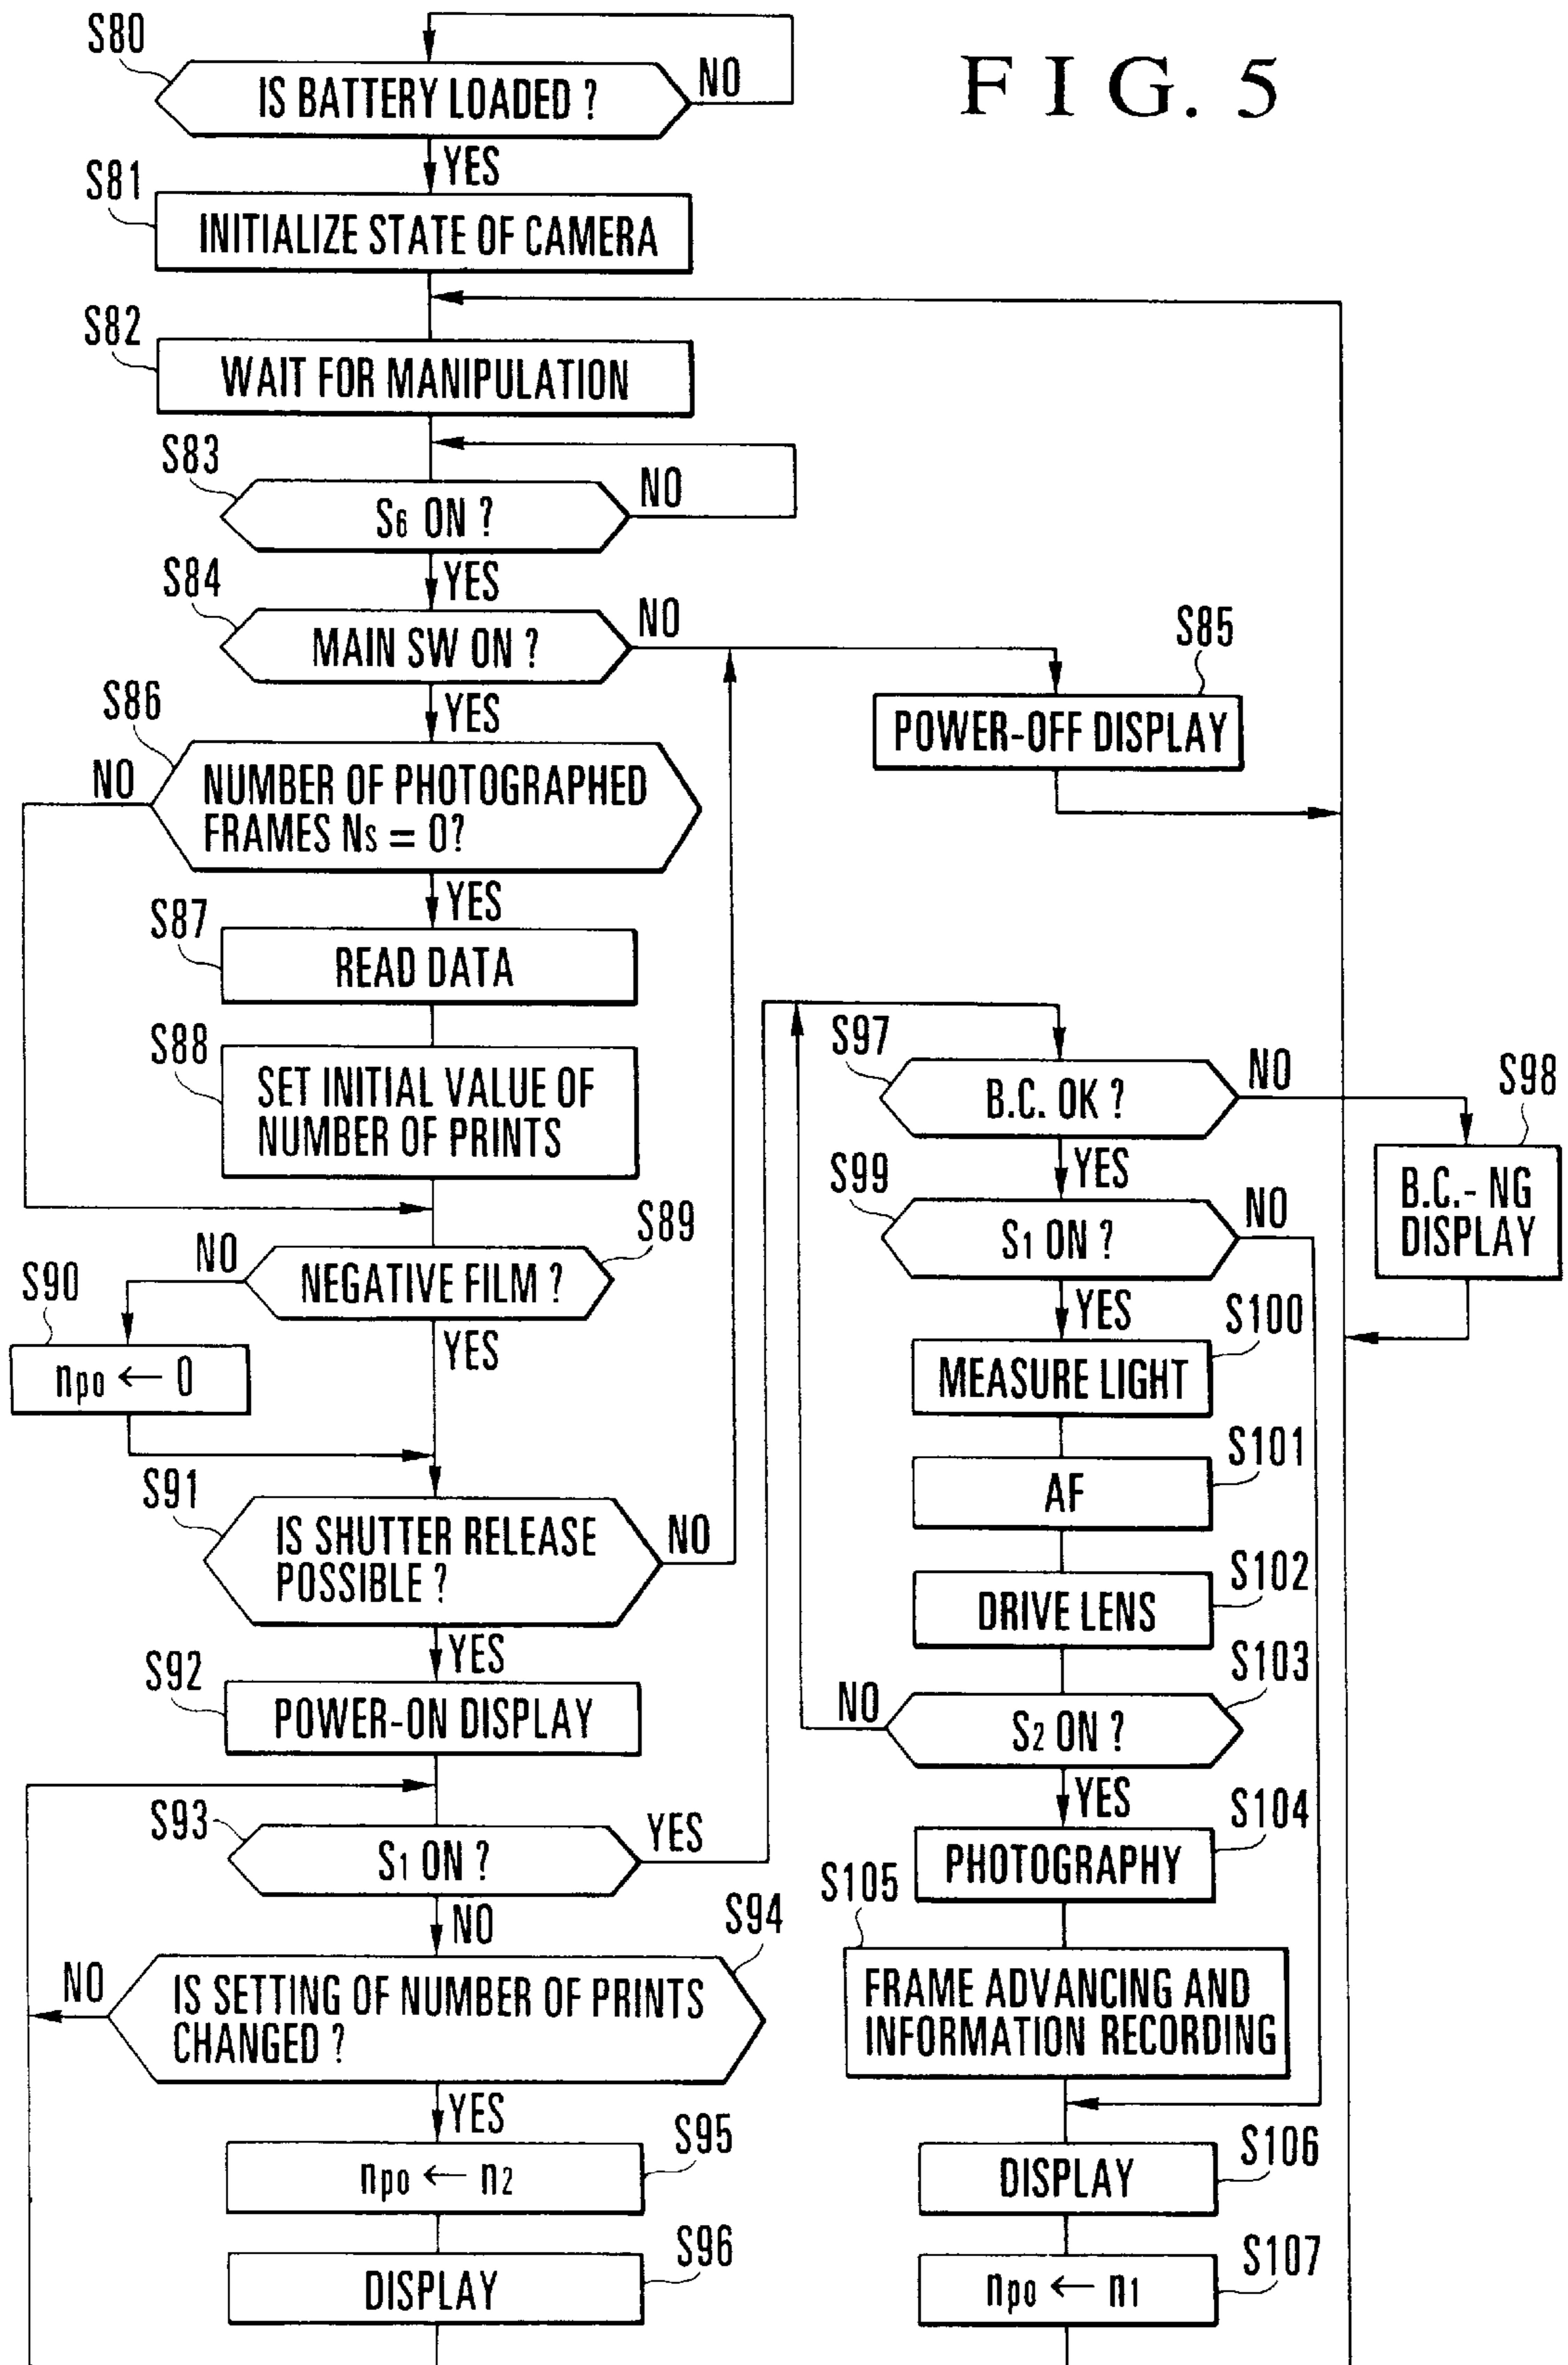 FIG. 5
S80
IS BATTERY LOADED ?
NO
YES
S81
INITIALIZE STATE OF CAMERA
S82
WAIT FOR MANIPULATION
S83
S6 ON ?
NO
YES
S84
MAIN SW ON ?
NO
YES
S85
POWER-OFF DISPLAY
S86
NO
NUMBER OF PHOTOGRAPHED
FRAMES NS = 0?
YES
S87
READ DATA
S88
SET INITIAL VALUE OF
NUMBER OF PRINTS
S89
NO
NEGATIVE FILM ?
YES
S90
npo ← 0
S91
IS SHUTTER RELEASE
POSSIBLE ?
NO
YES
S92
POWER-ON DISPLAY
S93
S1 ON ?
YES
NO
S94
NO
IS SETTING OF NUMBER OF PRINTS
CHANGED ?
YES
S95
npo ← n2
S96
DISPLAY
S97
B.C. OK ?
NO
YES
S98
B.C.- NG
DISPLAY
S99
S1 ON ?
NO
YES
S100
MEASURE LIGHT
S101
AF
S102
DRIVE LENS
S103
NO
S2 ON ?
YES
S104
PHOTOGRAPHY
S105
FRAME ADVANCING AND
INFORMATION RECORDING
S106
DISPLAY
S107
npo ← n1